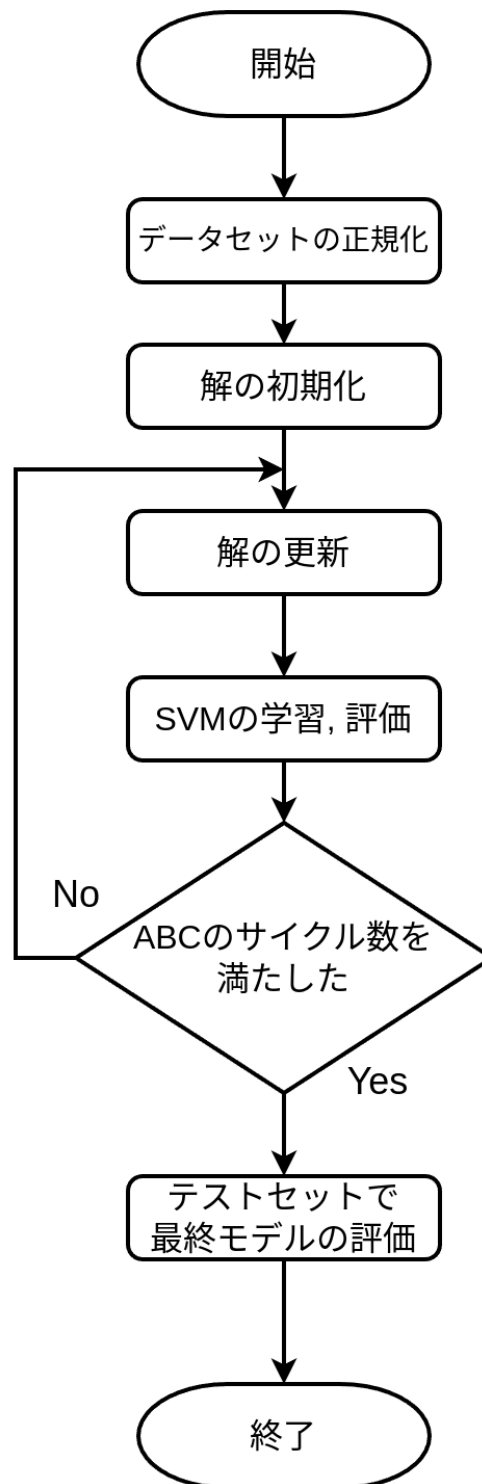 開始
データセットの正規化
解の初期化
解の更新
SVMの学習, 評価
No
ABCのサイクル数を
満たした
Yes
テストセットで
最終モデルの評価
終了